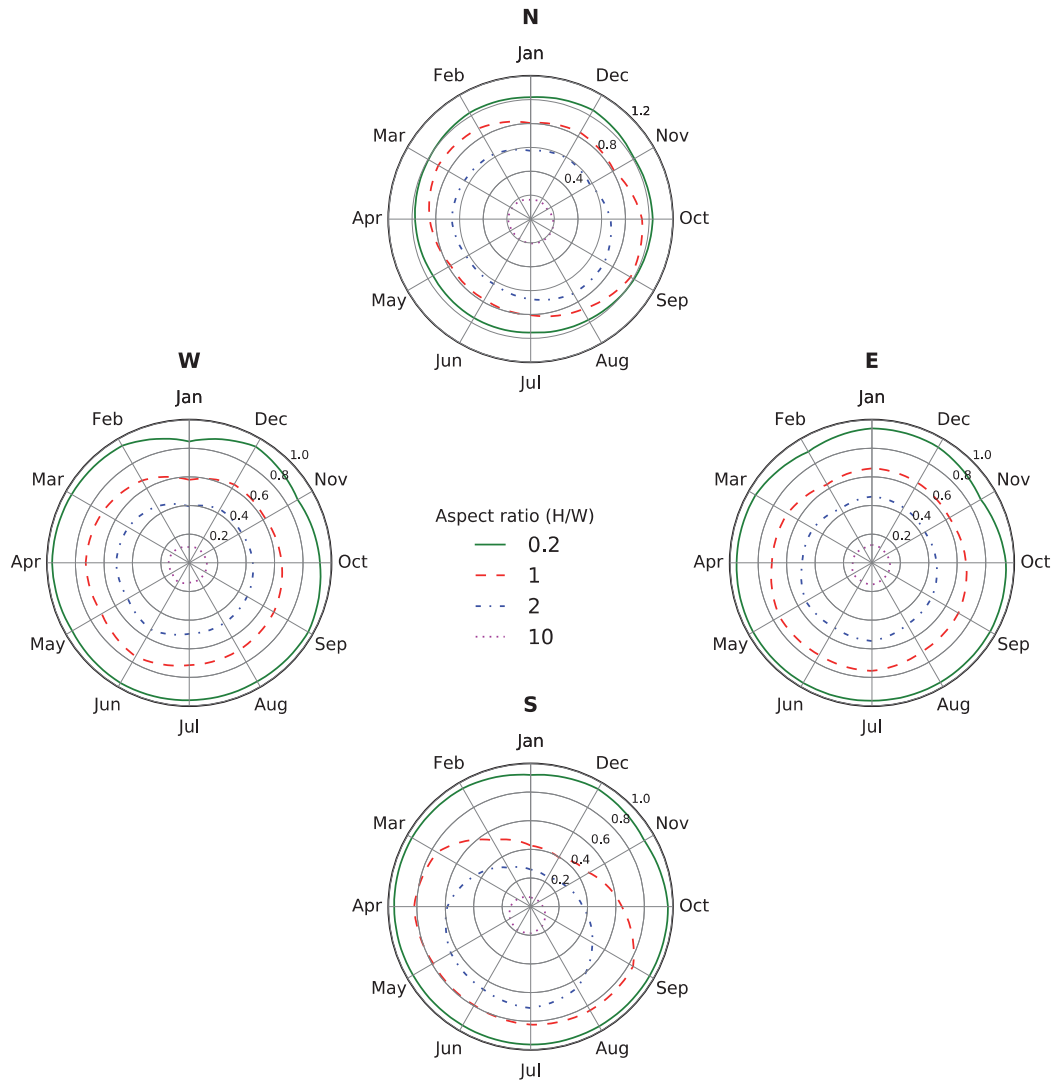 N
Jan
Feb Dec
1.2
Mar 0.8 Nov
0.4
Apr Oct
May Sep
Jun Aug
Jul
W
Jan
Feb Dec
1.0
Mar 0.8 Nov
0.6
0.4
0.2
Apr Oct
May Sep
Jun Aug
Jul
E
Jan
Feb Dec
1.0
Mar 0.8 Nov
0.6
0.4
0.2
Apr Oct
May Sep
Jun Aug
Jul
Aspect ratio (H/W)
0.2
1
2
10
S
Jan
Feb Dec
1.0
Mar 0.8 Nov
0.6
0.4
0.2
Apr Oct
May Sep
Jun Aug
Jul